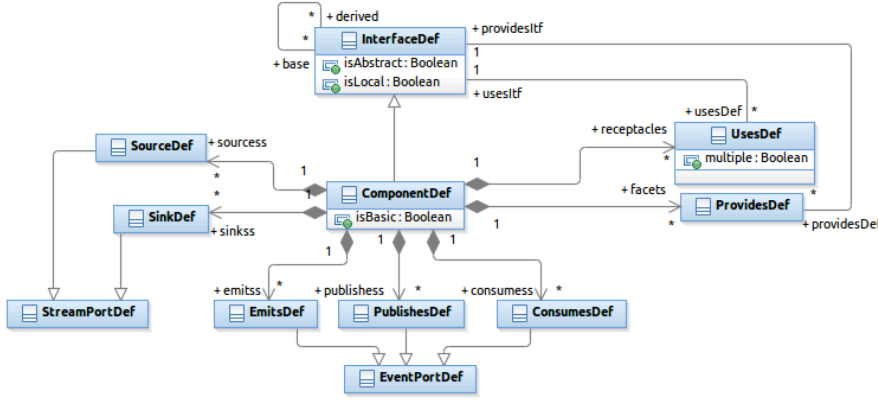 * + derived
InterfaceDef
* + base
isAbstract : Boolean
isLocal : Boolean
+ providesItf
1
1
+ usesItf
+ usesDef *
UsesDef
multiple : Boolean
+ receptacles
1
*
SourceDef
+ sourcess
*
1
ComponentDef
isBasic : Boolean
SinkDef
*
+ sinkss
1
+ facets
1
*
ProvidesDef
*
+ providesDef
1
1
1
+ emitss *
+ publishess *
+ consumess *
StreamPortDef
EmitsDef
PublishesDef
ConsumesDef
EventPortDef